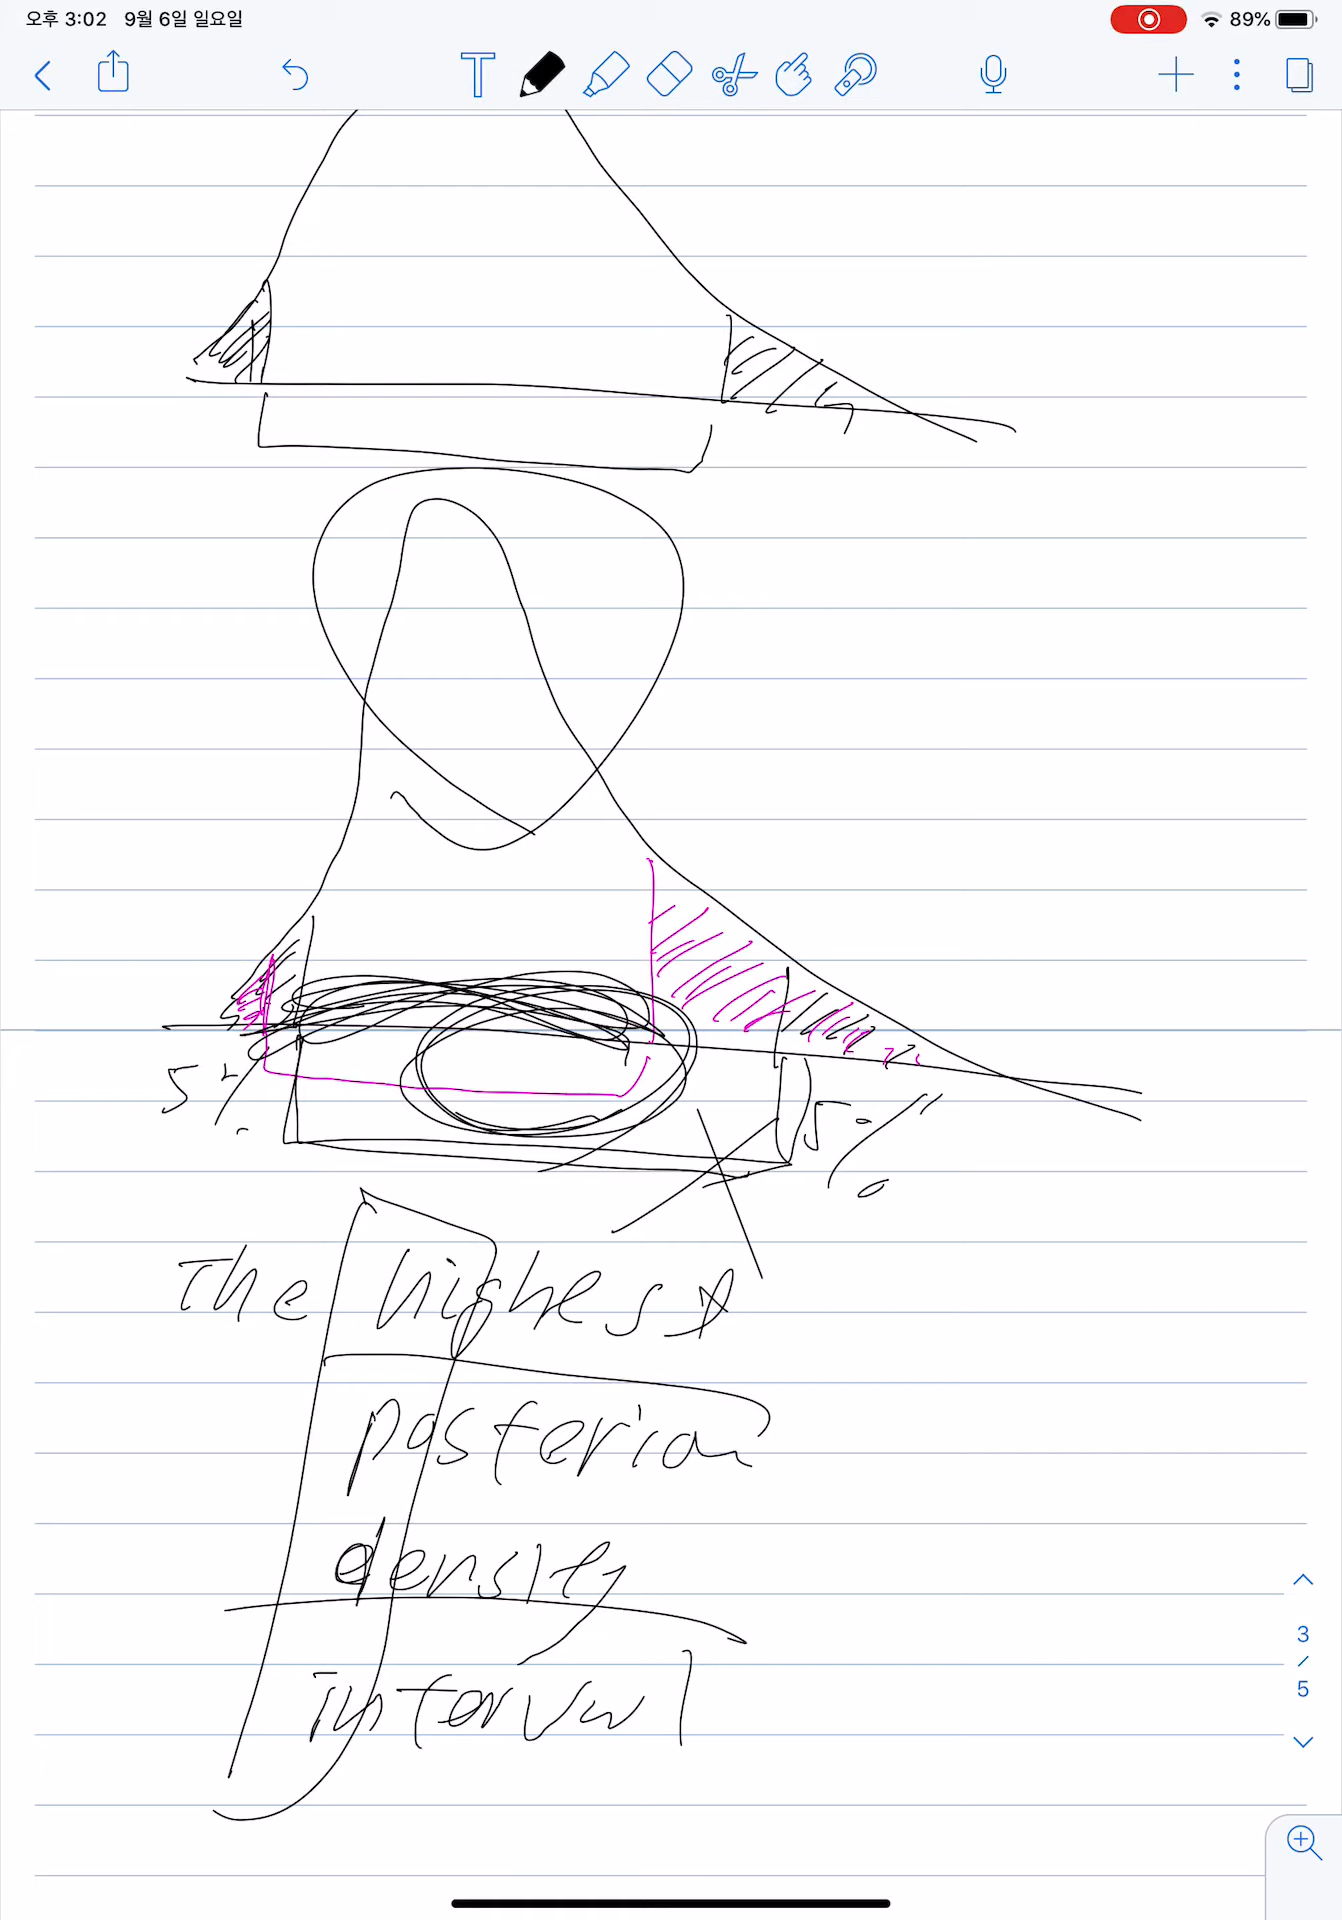 오후 3:02 9월 6일 일요일 89%
T
5%
5%
The highest
posterior
density
interval
3
/
5